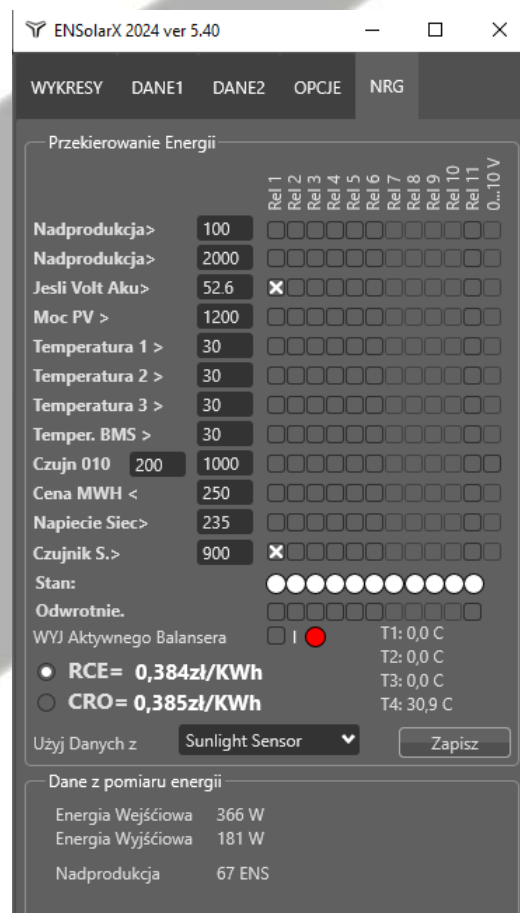 ENSolarX 2024 ver 5.40
WYKRESY DANE1 DANE2 OPCJE NRG
Przekierowanie Energii
Rel 1 Rel 2 Rel 3 Rel 4 Rel 5 Rel 6 Rel 7 Rel 8 Rel 9 Rel 10 Rel 11 0...10 V
Nadprodukcja> 100
Nadprodukcja> 2000
Jesli Volt Aku> 52.6
Moc PV > 1200
Temperatura 1 > 30
Temperatura 2 > 30
Temperatura 3 > 30
Temper. BMS > 30
Czujn 010 200 1000
Cena MWH < 250
Napiecie Siec> 235
Czujnik S.> 900
Stan:
Odwrotnie.
WYJ Aktywnego Balansera I T1: 0,0 C
T2: 0,0 C
RCE= 0,384zł/KWh
T3: 0,0 C
CRO= 0,385zł/KWh T4: 30,9 C
Użyj Danych z Sunlight Sensor Zapisz
Dane z pomiaru energii
Energia Wejśćiowa 366 W
Energia Wyjśćiowa 181 W
Nadprodukcja 67 ENS